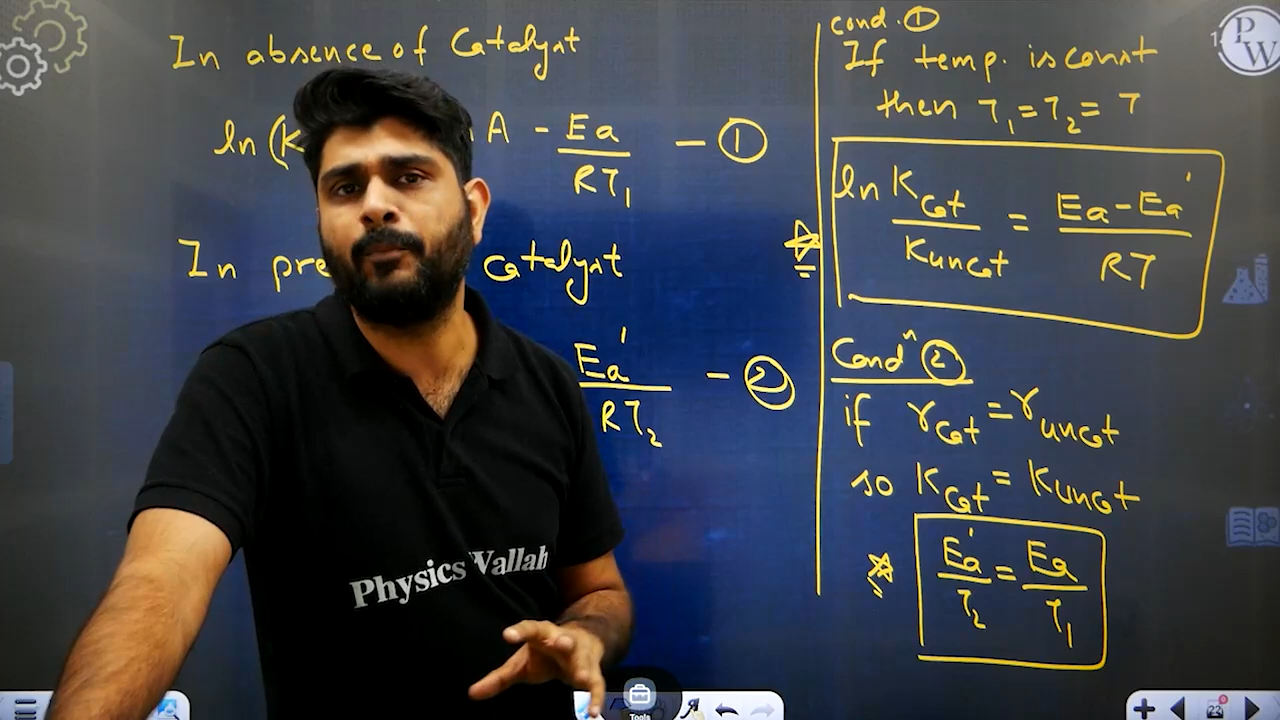 In absence of Catalyst
ln (K A - Ea/RT₁ - ①
In pre catalyst
Ea'/RT₂ - ②
cond. ①
If temp. is const
then T₁ = T₂ = T
ln Kcat/Kuncat = Ea - Ea'/RT
Condⁿ ②
if rcat = runcat
so Kcat = Kuncat
Ea'/T₂ = Ea/T₁
PW
Physics Wallah
Tools
22